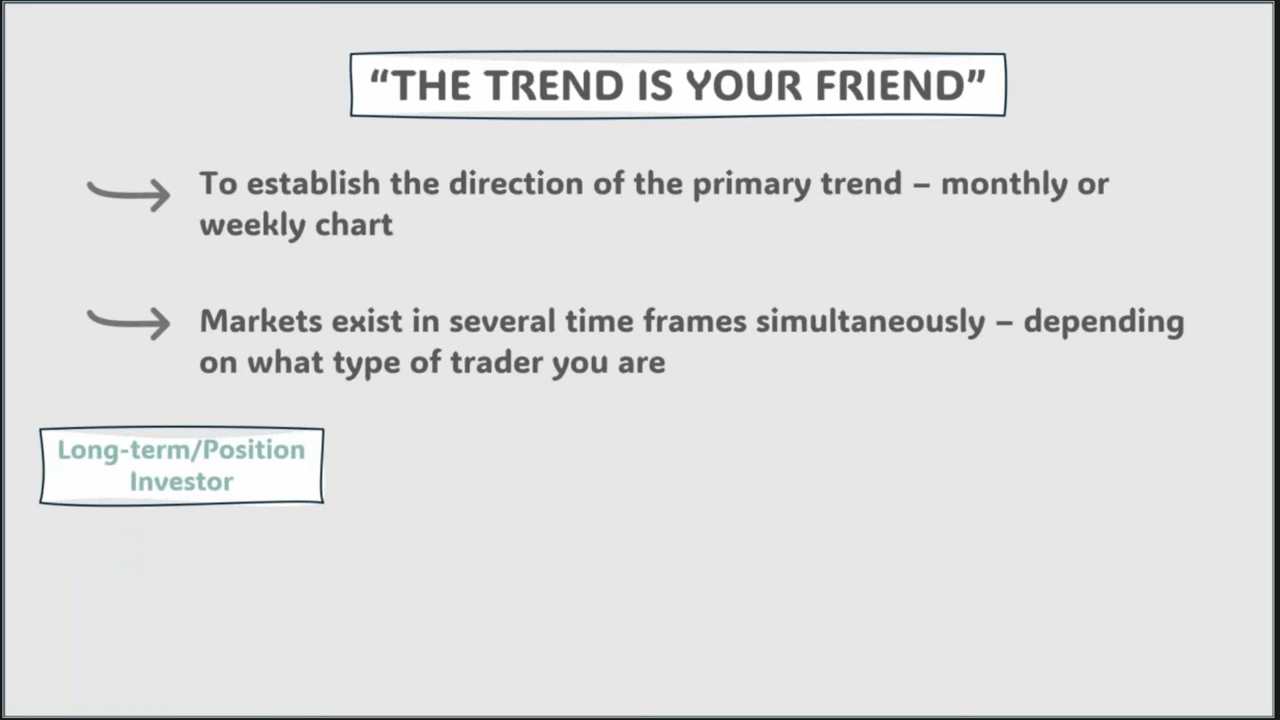 “THE TREND IS YOUR FRIEND”
To establish the direction of the primary trend – monthly or
weekly chart
Markets exist in several time frames simultaneously – depending
on what type of trader you are
Long-term/Position
Investor